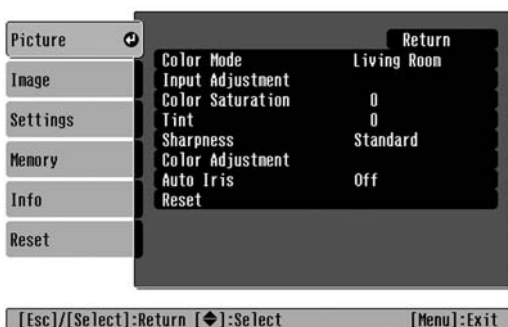 Picture
Image
Settings
Memory
Info
Reset
Return
Color Mode Living Room
Input Adjustment
Color Saturation 0
Tint 0
Sharpness Standard
Color Adjustment
Auto Iris Off
Reset
[Esc]/[Select]:Return [◆]:Select [Menu]:Exit